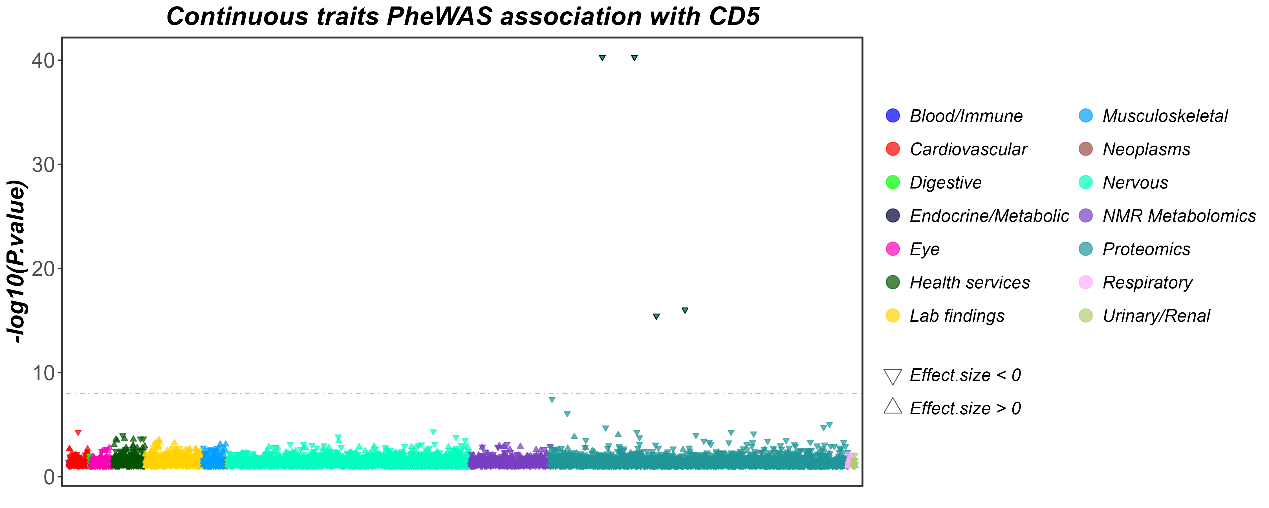 Continuous traits PheWAS association with CD5
-log10(P.value)
40
30
20
10
0
Blood/Immune
Cardiovascular
Digestive
Endocrine/Metabolic
Eye
Health services
Lab findings
Musculoskeletal
Neoplasms
Nervous
NMR Metabolomics
Proteomics
Respiratory
Urinary/Renal
Effect.size < 0
Effect.size > 0